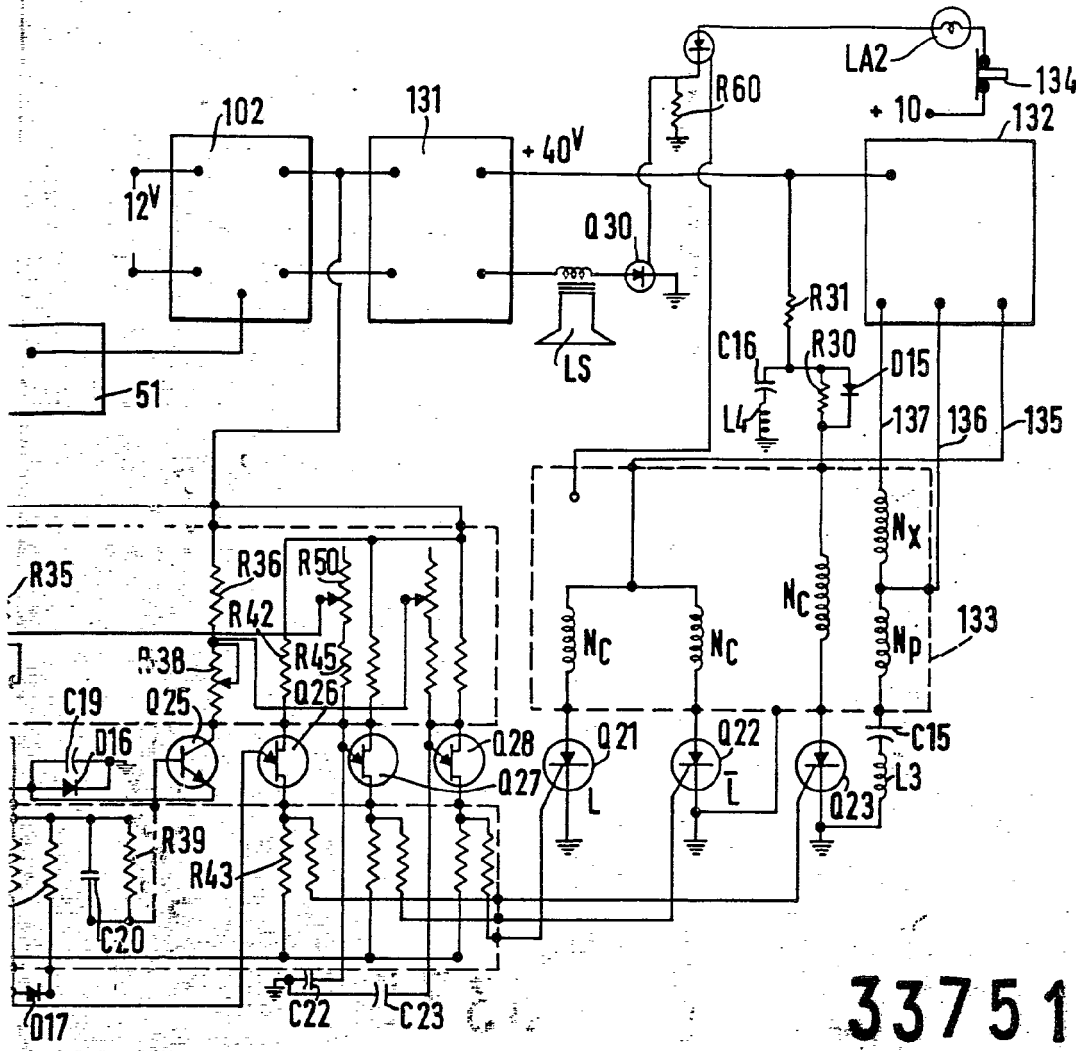 LA2
134
R60
+ 10
132
102
131
+ 40V
12V
Q30
R31
C16
R30
D15
LS
L4
51
137
136
135
NX
R35
R36
R50
R42
NC
NC
NC
NP
133
R38
R45
C19
Q25
D16
Q26
Q28
Q27
Q21
Q22
C15
L
L̅
L3
Q23
R39
R43
C20
C22
C23
D17
33751